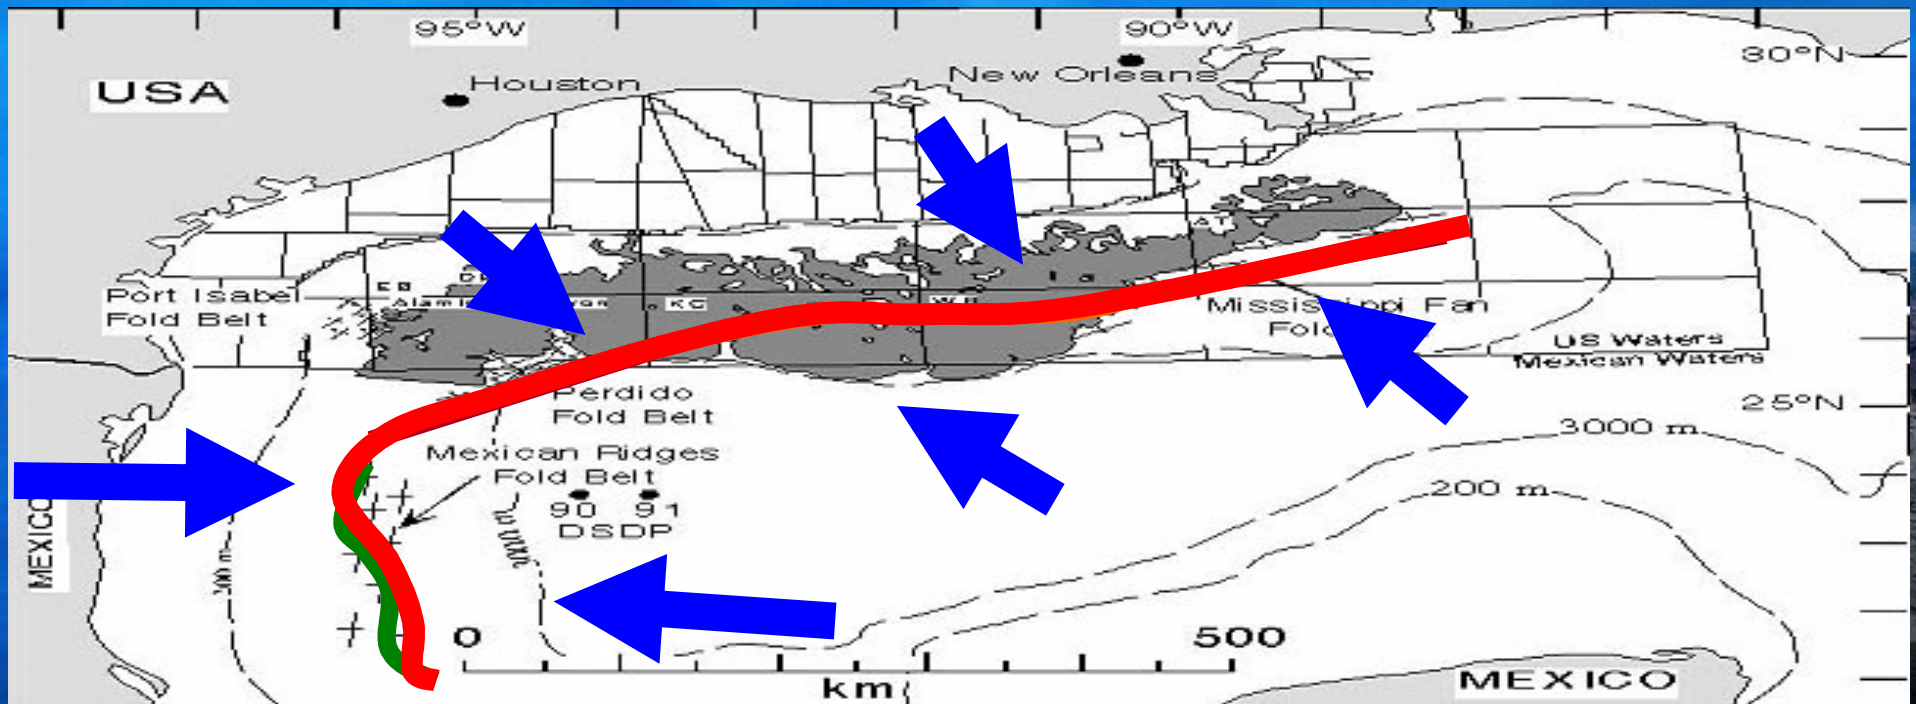 95°W
90°W
30°N
USA
Houston
New Orleans
AT
EB
Port Isabel
Fold Belt
KC
WR
Mississippi Fan
US Waters
Mexican Waters
Perdido
Fold Belt
25°N
3000 m
Mexican Ridges
Fold Belt
200 m
90 91
DSDP
MEXICO
200 m
0 500
km
MEXICO